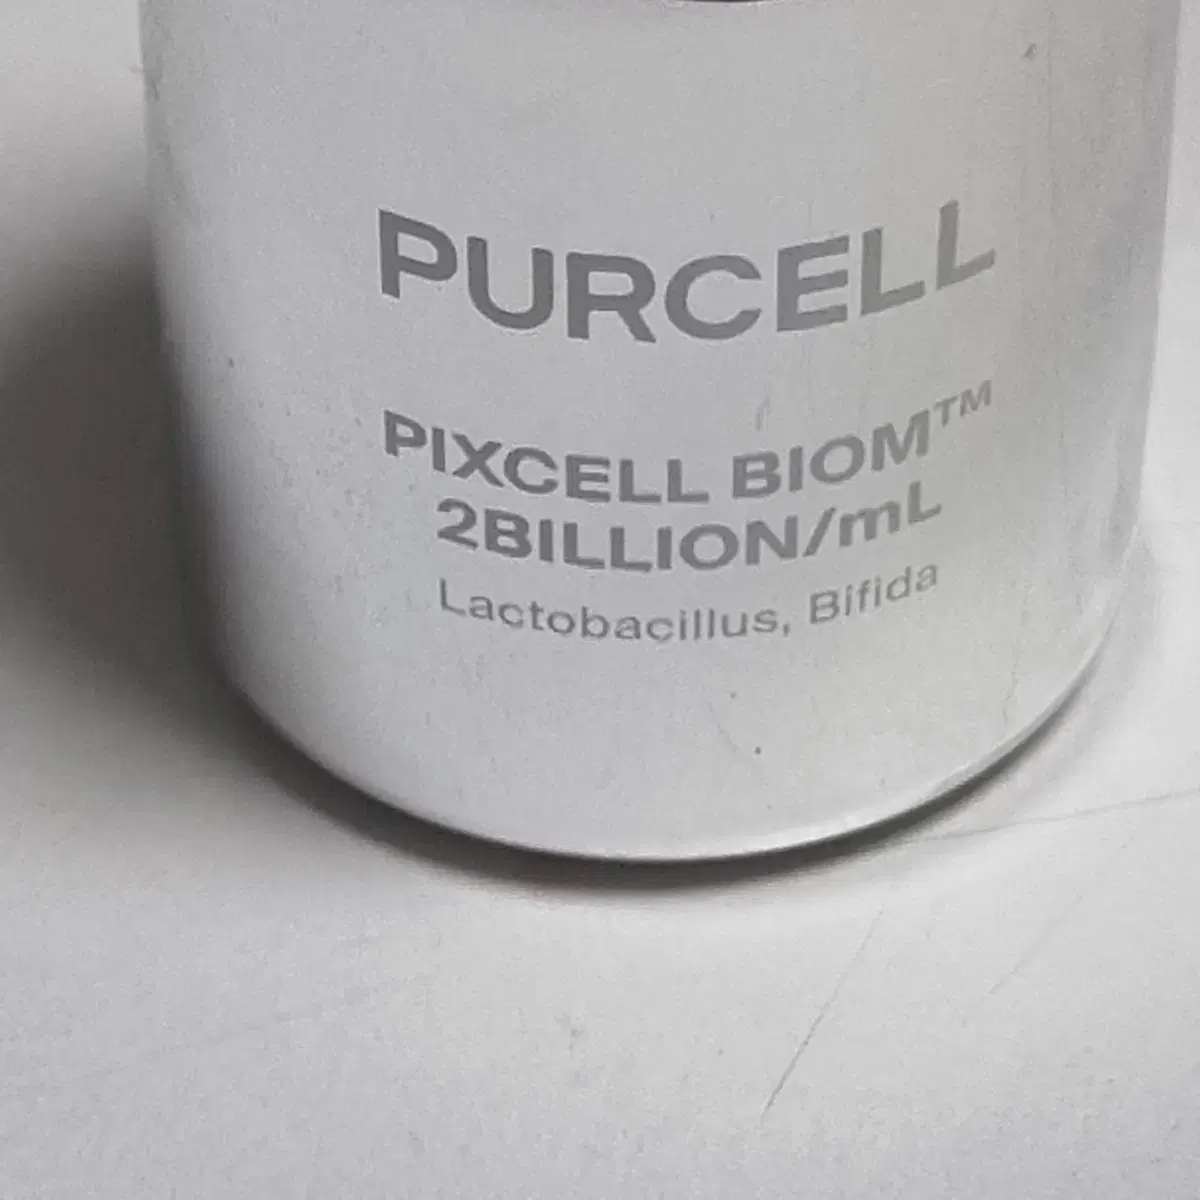 PURCELL
PIXCELL BIOM™
2BILLION/mL
Lactobacillus, Bifida